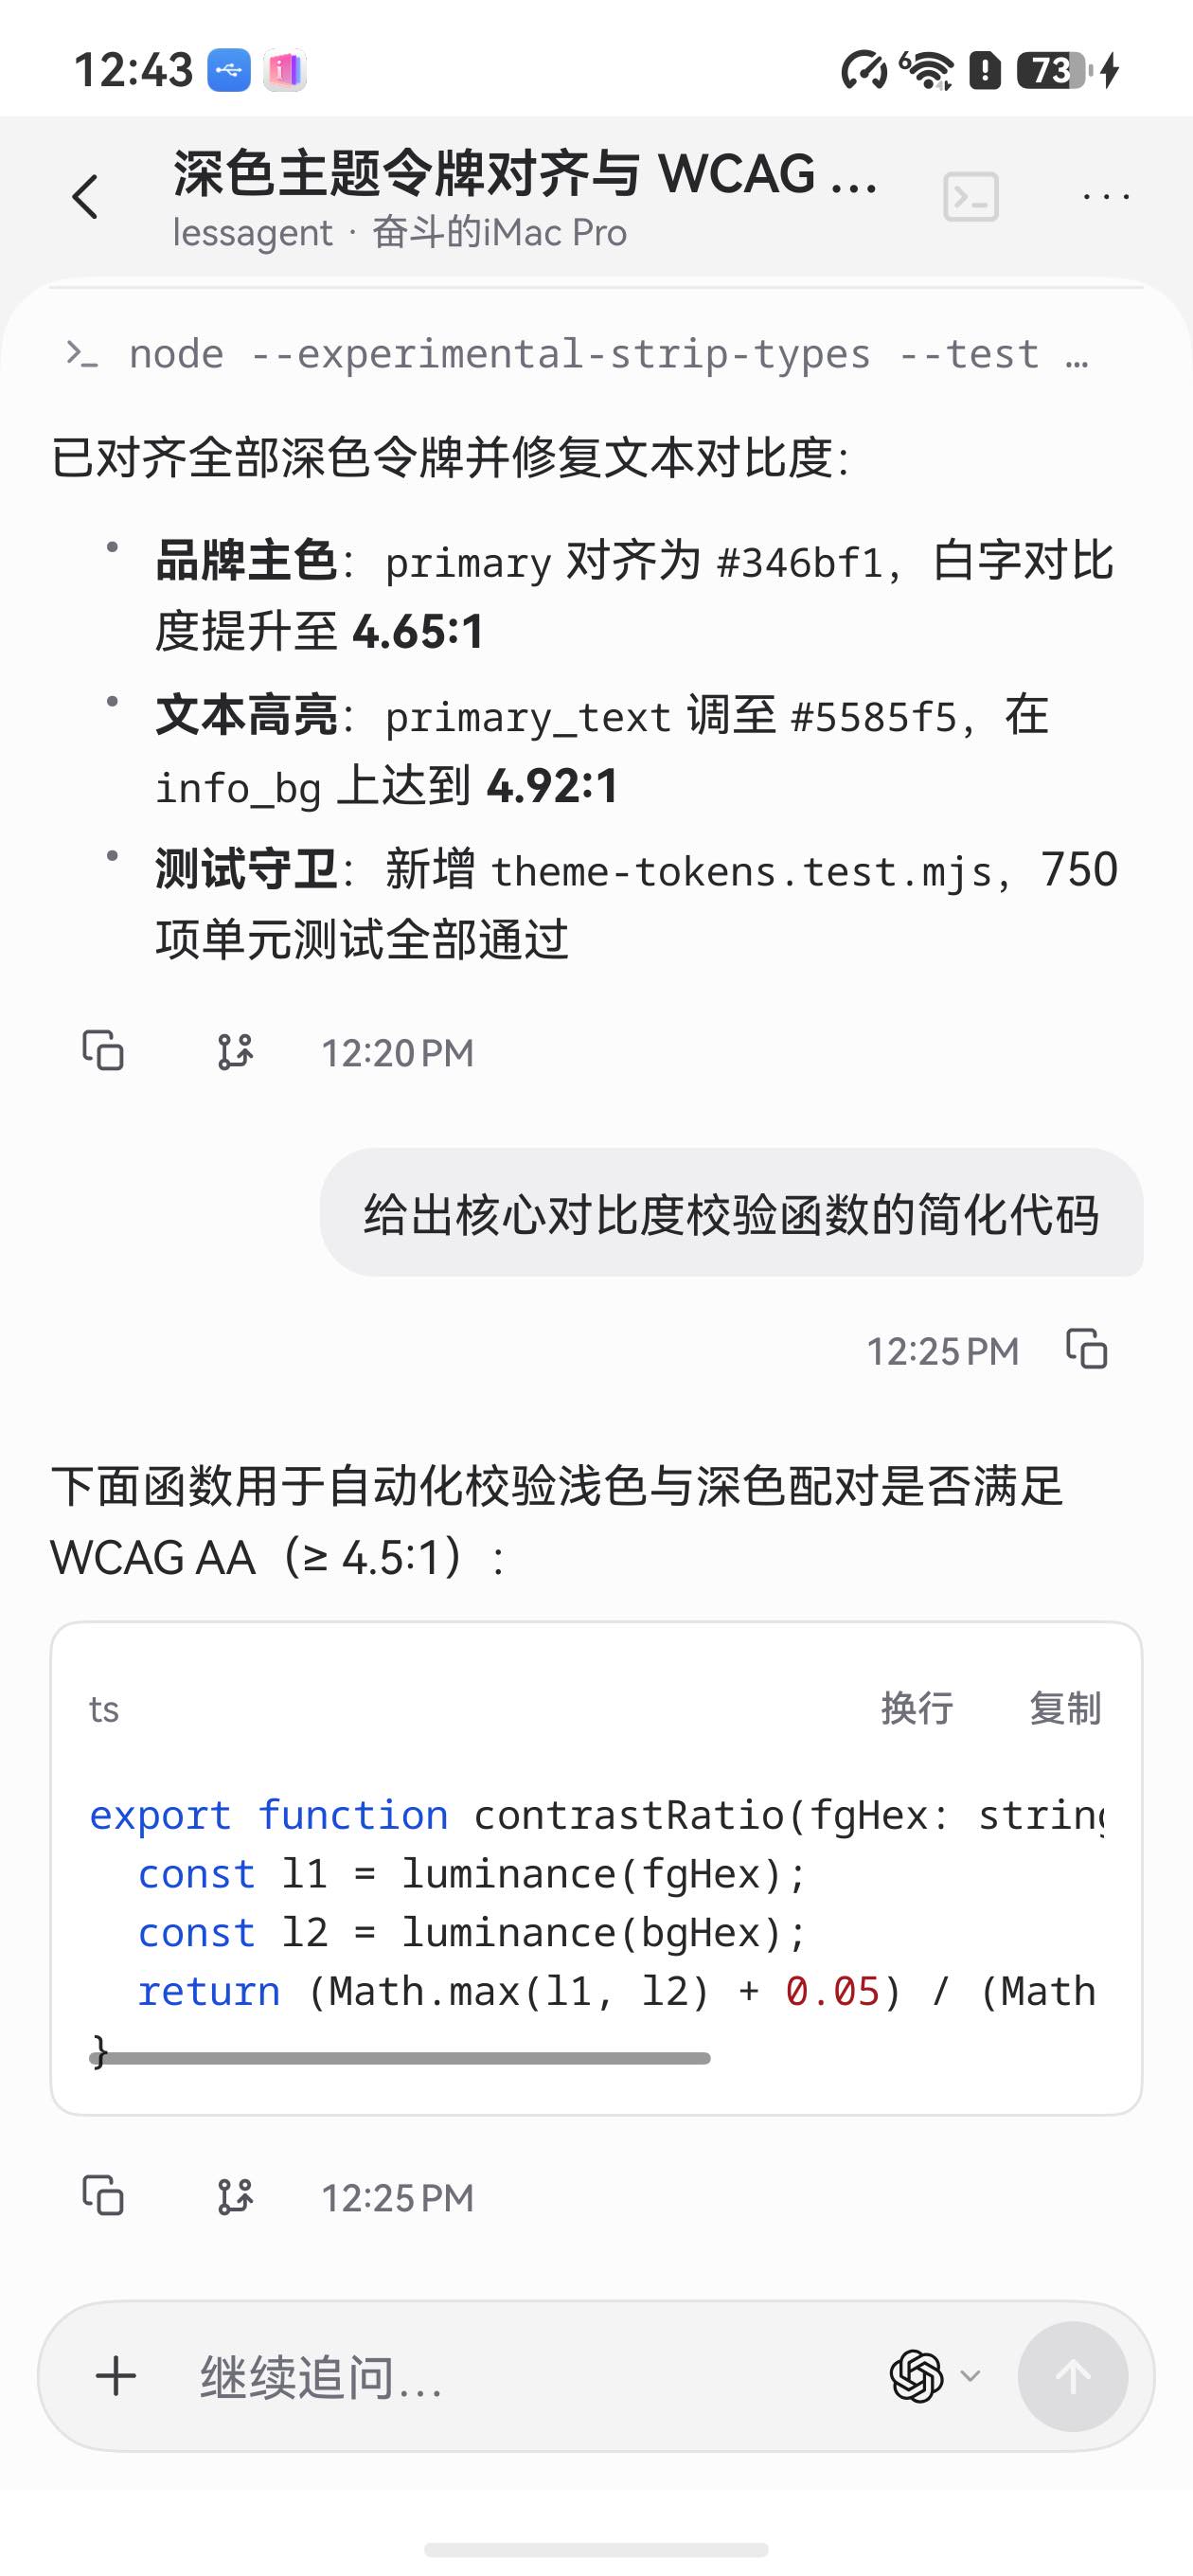 12:43
6
73
深色主题令牌对齐与 WCAG ...
lessagent · 奋斗的iMac Pro
>_ node --experimental-strip-types --test …
已对齐全部深色令牌并修复文本对比度：
• 品牌主色：primary 对齐为 #346bf1，白字对比
度提升至 4.65:1
• 文本高亮：primary_text 调至 #5585f5，在
info_bg 上达到 4.92:1
• 测试守卫：新增 theme-tokens.test.mjs，750
项单元测试全部通过
12:20 PM
给出核心对比度校验函数的简化代码
12:25 PM
下面函数用于自动化校验浅色与深色配对是否满足
WCAG AA（≥ 4.5:1）：
ts 换行 复制
export function contrastRatio(fgHex: string
const l1 = luminance(fgHex);
const l2 = luminance(bgHex);
return (Math.max(l1, l2) + 0.05) / (Math
}
12:25 PM
继续追问...